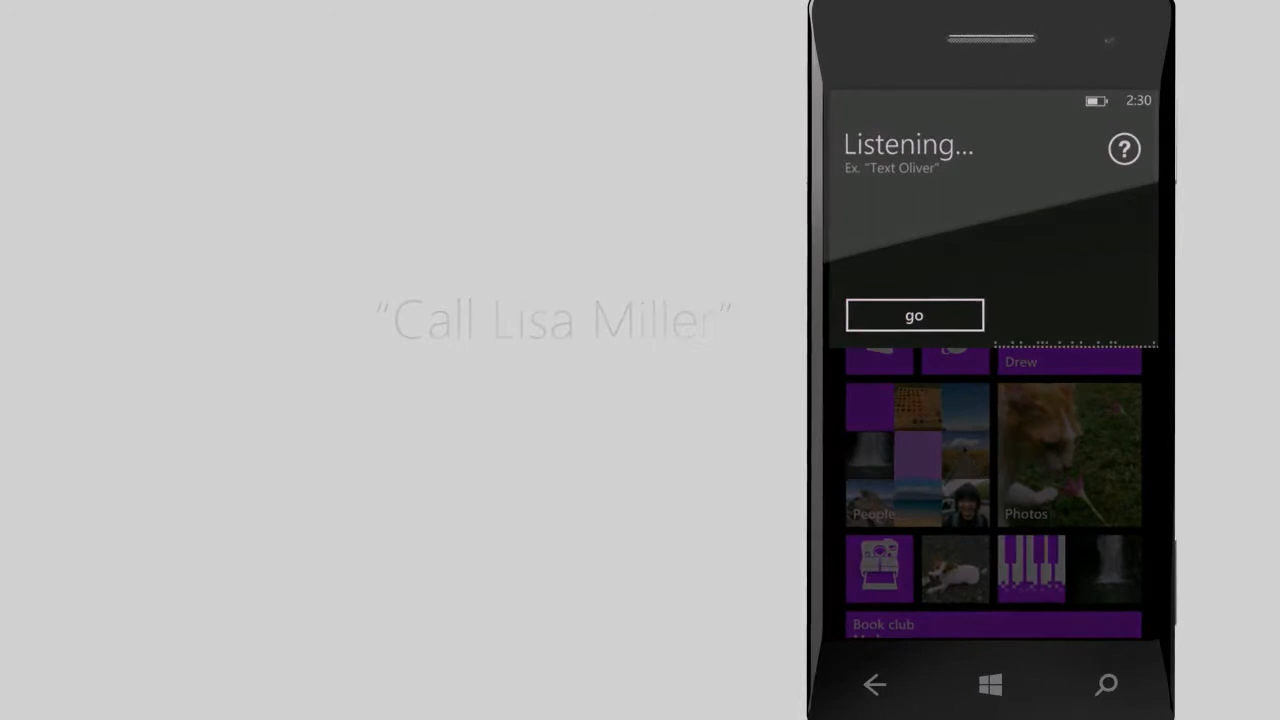 2:30
Listening...
Ex. "Text Oliver"
?
“Call Lisa Miller”
go
Drew
People
Photos
Book club